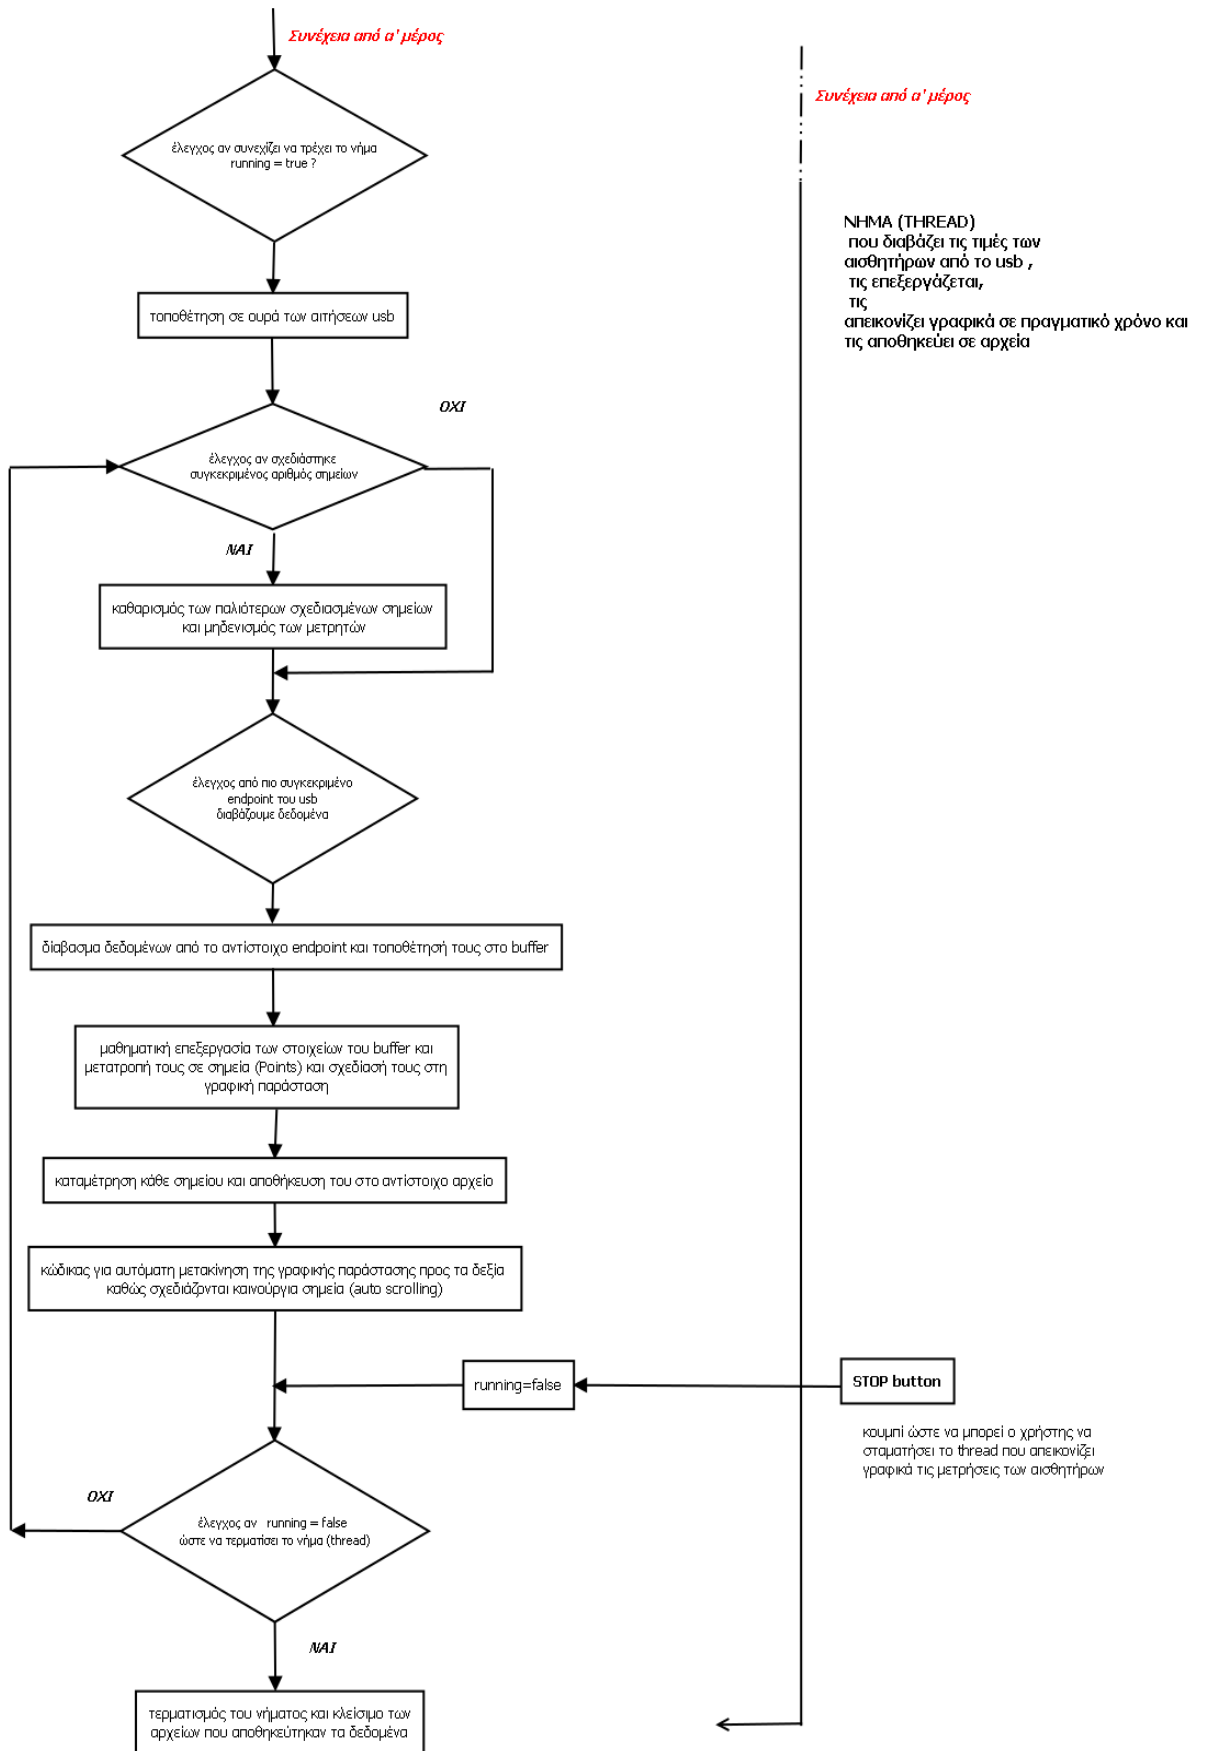 Συνέχεια από α' μέρος
Συνέχεια από α' μέρος
έλεγχος αν συνεχίζει να τρέχει το νήμα
running = true ?
ΝΗΜΑ (THREAD)
που διαβάζει τις τιμές των
αισθητήρων από το usb ,
τις επεξεργάζεται,
τις
απεικονίζει γραφικά σε πραγματικό χρόνο και
τις αποθηκεύει σε αρχεία
τοποθέτηση σε ουρά των αιτήσεων usb
ΟΧΙ
έλεγχος αν σχεδιάστηκε
συγκεκριμένος αριθμός σημείων
ΝΑΙ
καθαρισμός των παλιότερων σχεδιασμένων σημείων
και μηδενισμός των μετρητών
έλεγχος από πιο συγκεκριμένο
endpoint του usb
διαβάζουμε δεδομένα
διάβασμα δεδομένων από το αντίστοιχο endpoint και τοποθέτησή τους στο buffer
μαθηματική επεξεργασία των στοιχείων του buffer και
μετατροπή τους σε σημεία (Points) και σχεδίασή τους στη
γραφική παράσταση
καταμέτρηση κάθε σημείου και αποθήκευση του στο αντίστοιχο αρχείο
κώδικας για αυτόματη μετακίνηση της γραφικής παράστασης προς τα δεξία
καθώς σχεδιάζονται καινούργια σημεία (auto scrolling)
running=false
STOP button
κουμπί ώστε να μπορεί ο χρήστης να
σταματήσει το thread που απεικονίζει
γραφικά τις μετρήσεις των αισθητήρων
ΟΧΙ
έλεγχος αν running = false
ώστε να τερματίσει το νήμα (thread)
ΝΑΙ
τερματισμός του νήματος και κλείσιμο των
αρχείων που αποθηκεύτηκαν τα δεδομένα